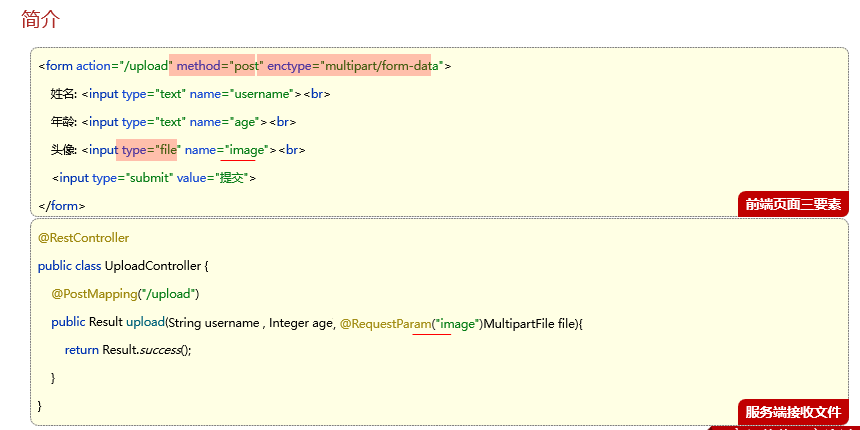 简介
<form action="/upload" method="post" enctype="multipart/form-data">
姓名: <input type="text" name="username"><br>
年龄: <input type="text" name="age"><br>
头像: <input type="file" name="image"><br>
<input type="submit" value="提交">
</form>
前端页面三要素
@RestController
public class UploadController {
@PostMapping("/upload")
public Result upload(String username , Integer age, @RequestParam("image")MultipartFile file){
return Result.success();
}
}
服务端接收文件